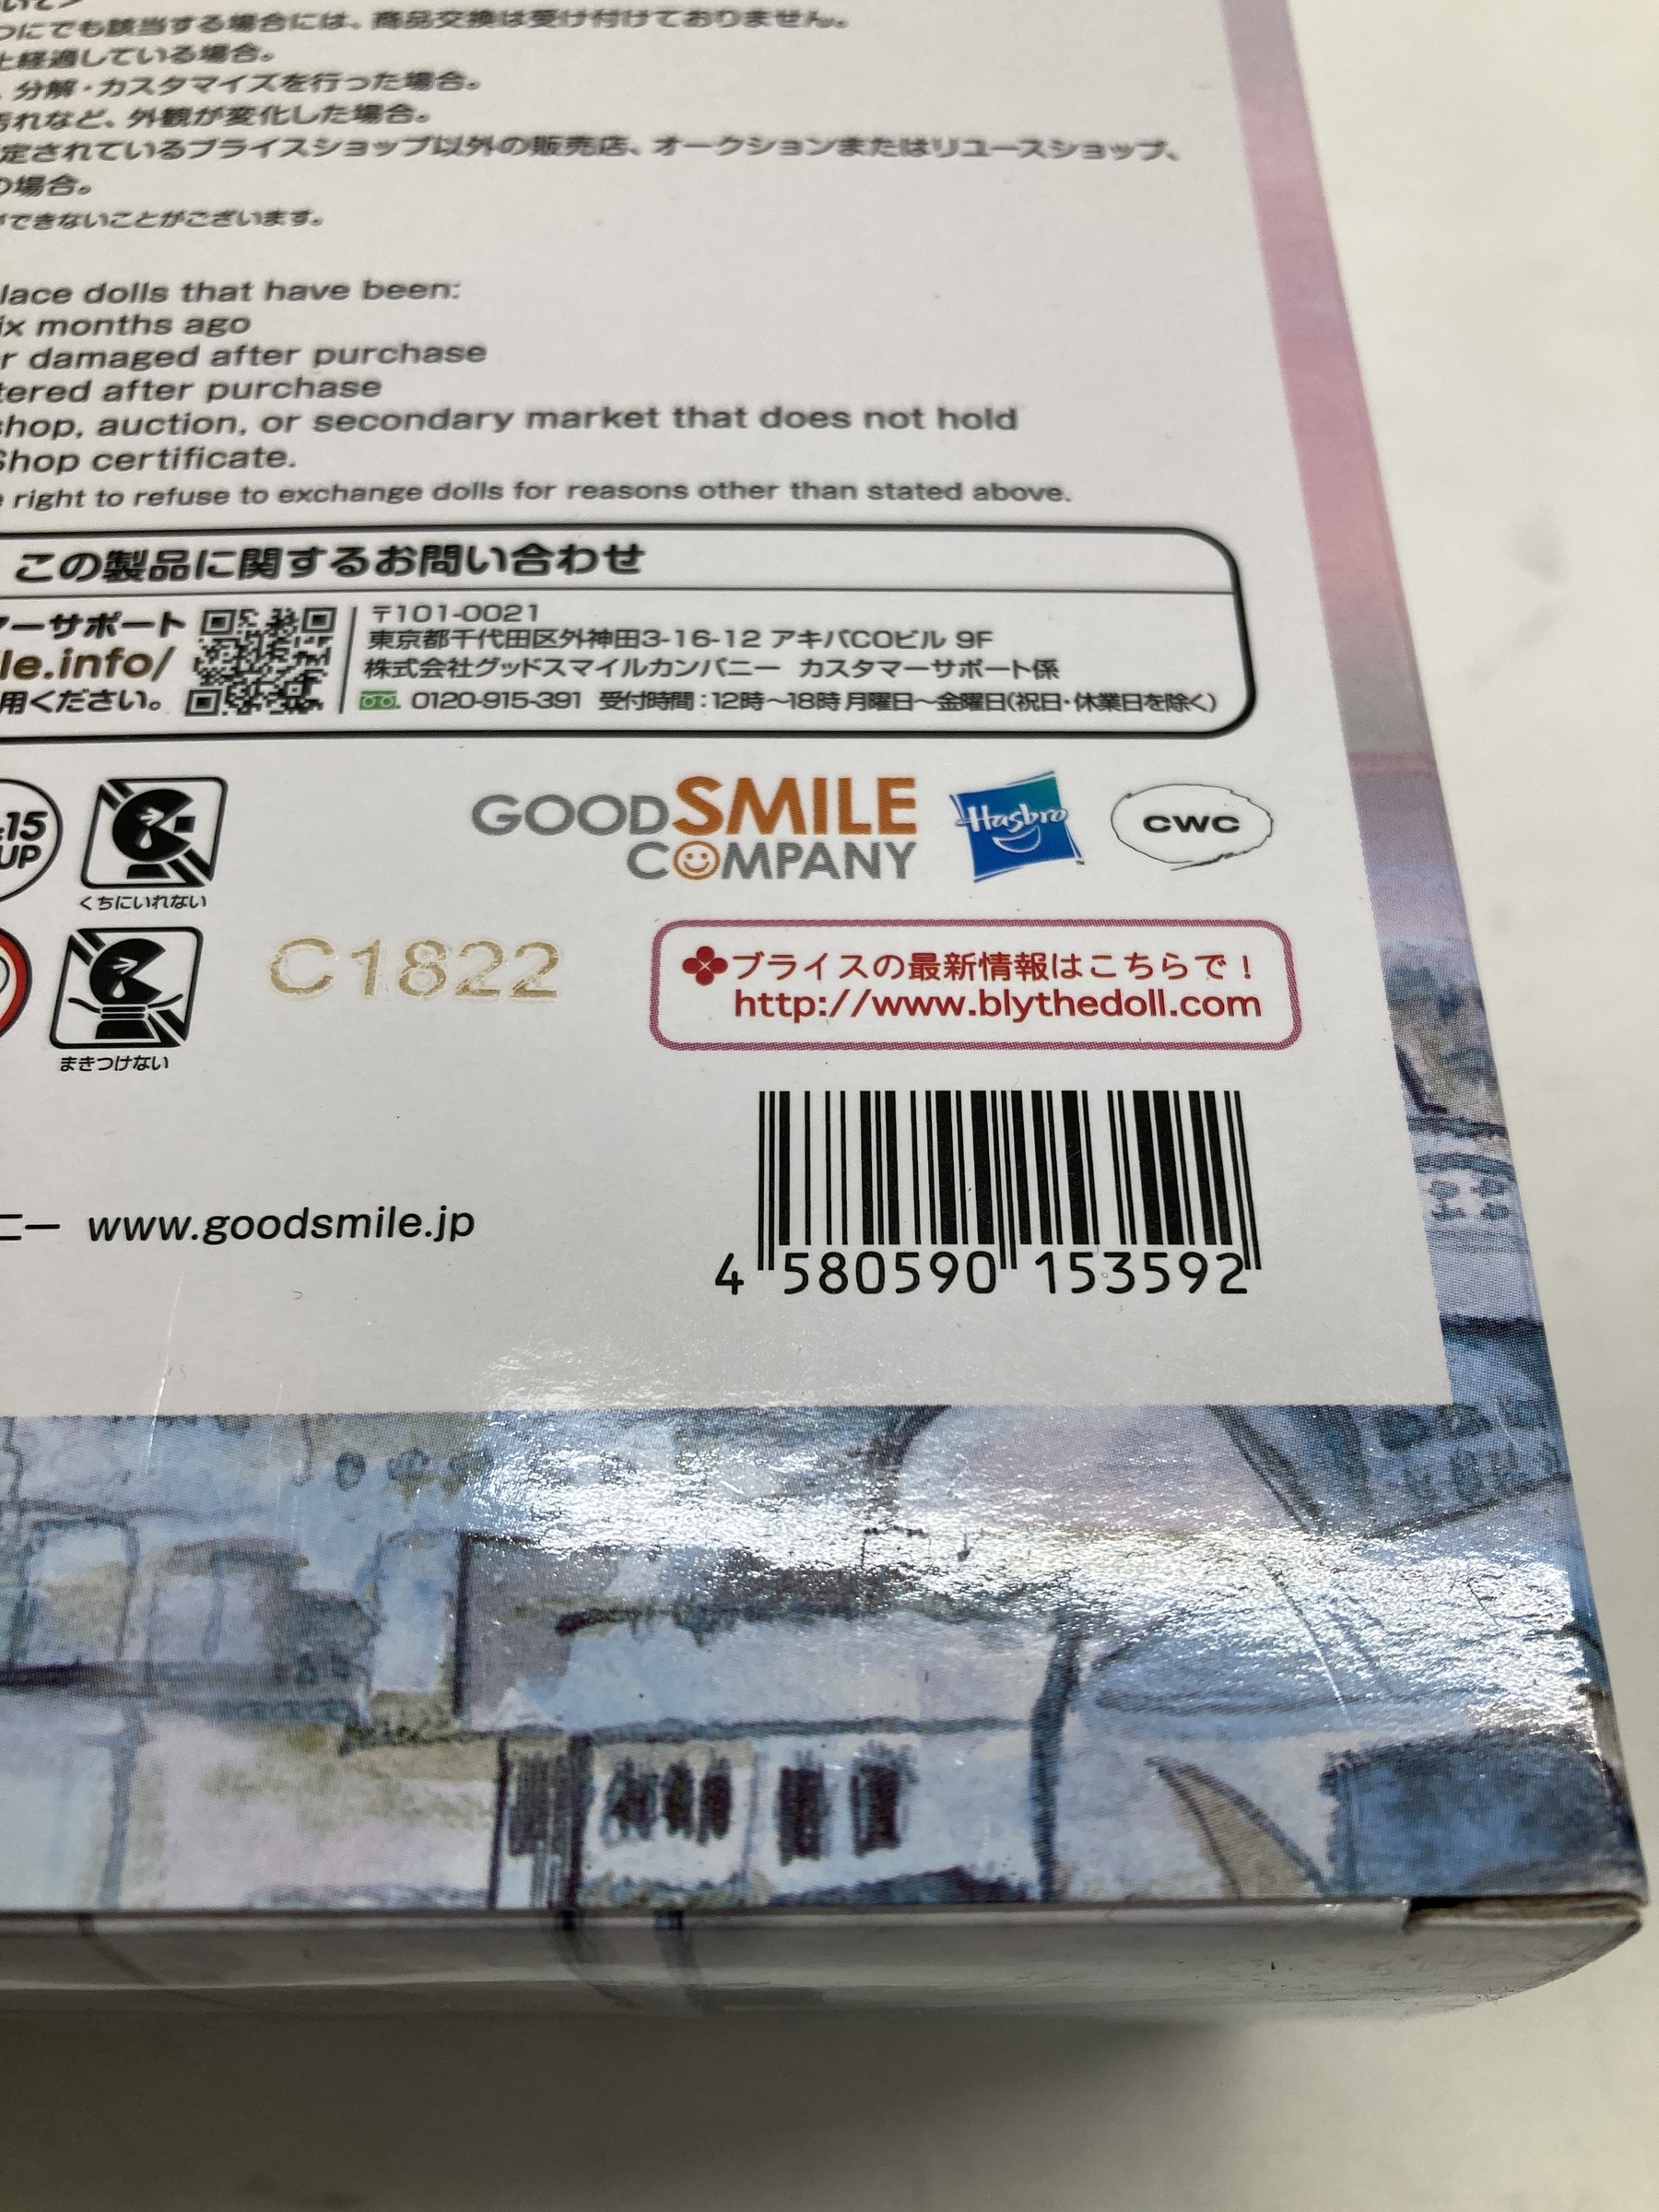 つにでも該当する場合には、商品交換は受け付けておりません。
上経過している場合。
、分解・カスタマイズを行った場合。
汚れなど、外観が変化した場合。
定されているブライスショップ以外の販売店、オークションまたはリユースショップ、
の場合。
ができないことがございます。
lace dolls that have been:
ix months ago
r damaged after purchase
tered after purchase
shop, auction, or secondary market that does not hold
Shop certificate.
e right to refuse to exchange dolls for reasons other than stated above.
この製品に関するお問い合わせ
マーサポート
le.info/
用ください。
〒101-0021
東京都千代田区外神田3-16-12 アキバCOビル 9F
株式会社グッドスマイルカンパニー カスタマーサポート係
0120-915-391 受付時間:12時～18時 月曜日～金曜日(祝日・休業日を除く)
15
UP
くちにいれない
GOODSMILE
COMPANY
Hasbro
™
CWC
まきつけない
C1822
ブライスの最新情報はこちらで！
http://www.blythedoll.com
ニー www.goodsmile.jp
4 580590 153592